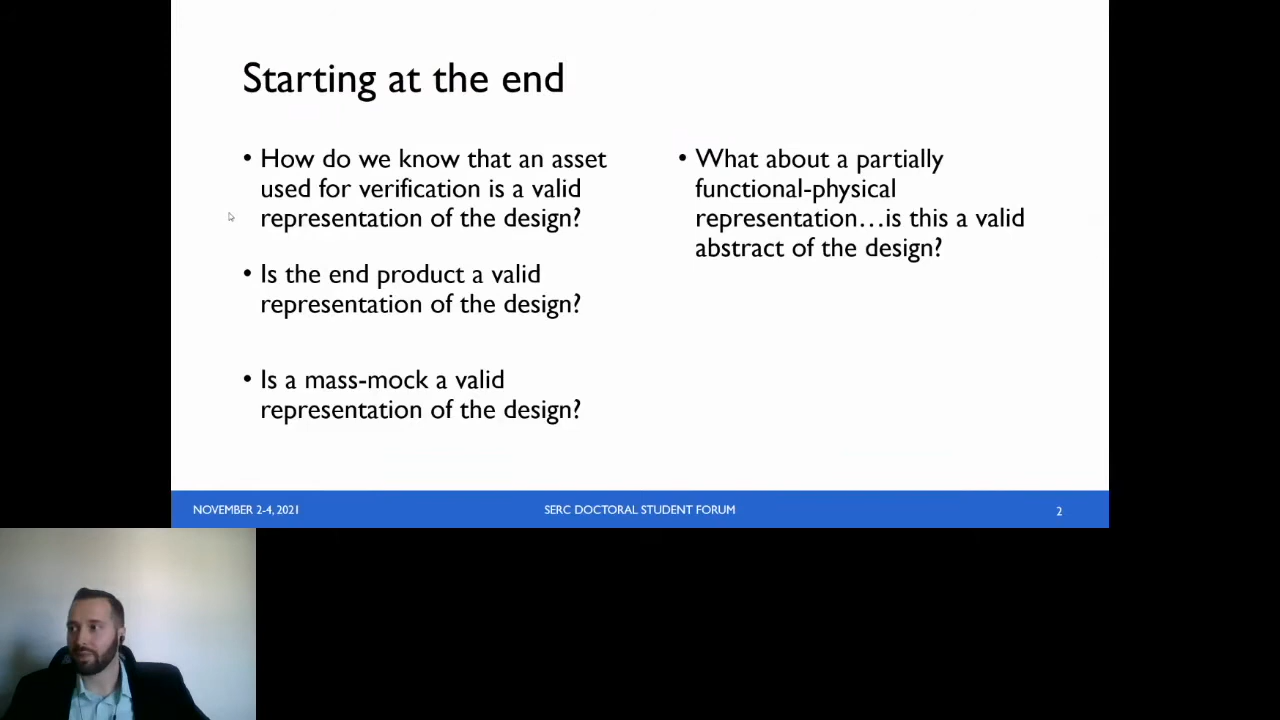 Starting at the end
• How do we know that an asset
used for verification is a valid
representation of the design?
• Is the end product a valid
representation of the design?
• Is a mass-mock a valid
representation of the design?
• What about a partially
functional-physical
representation…is this a valid
abstract of the design?
NOVEMBER 2-4, 2021
SERC DOCTORAL STUDENT FORUM
2